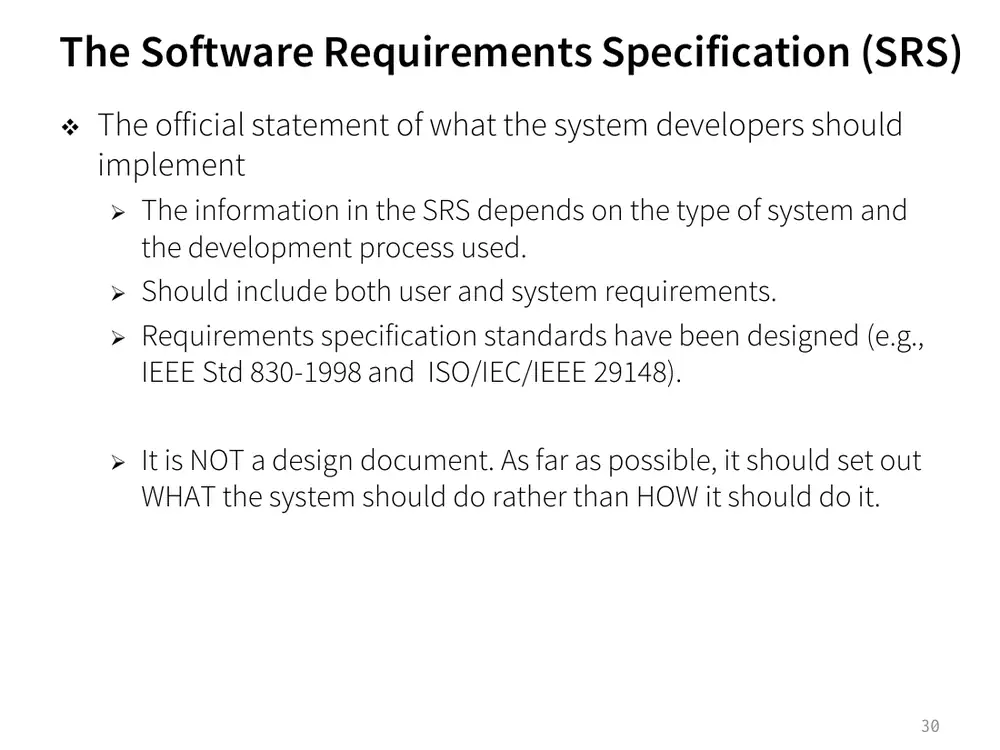 The Software Requirements Specification (SRS)
❖ The official statement of what the system developers should
implement
➢ The information in the SRS depends on the type of system and
the development process used.
➢ Should include both user and system requirements.
➢ Requirements specification standards have been designed (e.g.,
IEEE Std 830-1998 and  ISO/IEC/IEEE 29148).
➢ It is NOT a design document. As far as possible, it should set out
WHAT the system should do rather than HOW it should do it.
30